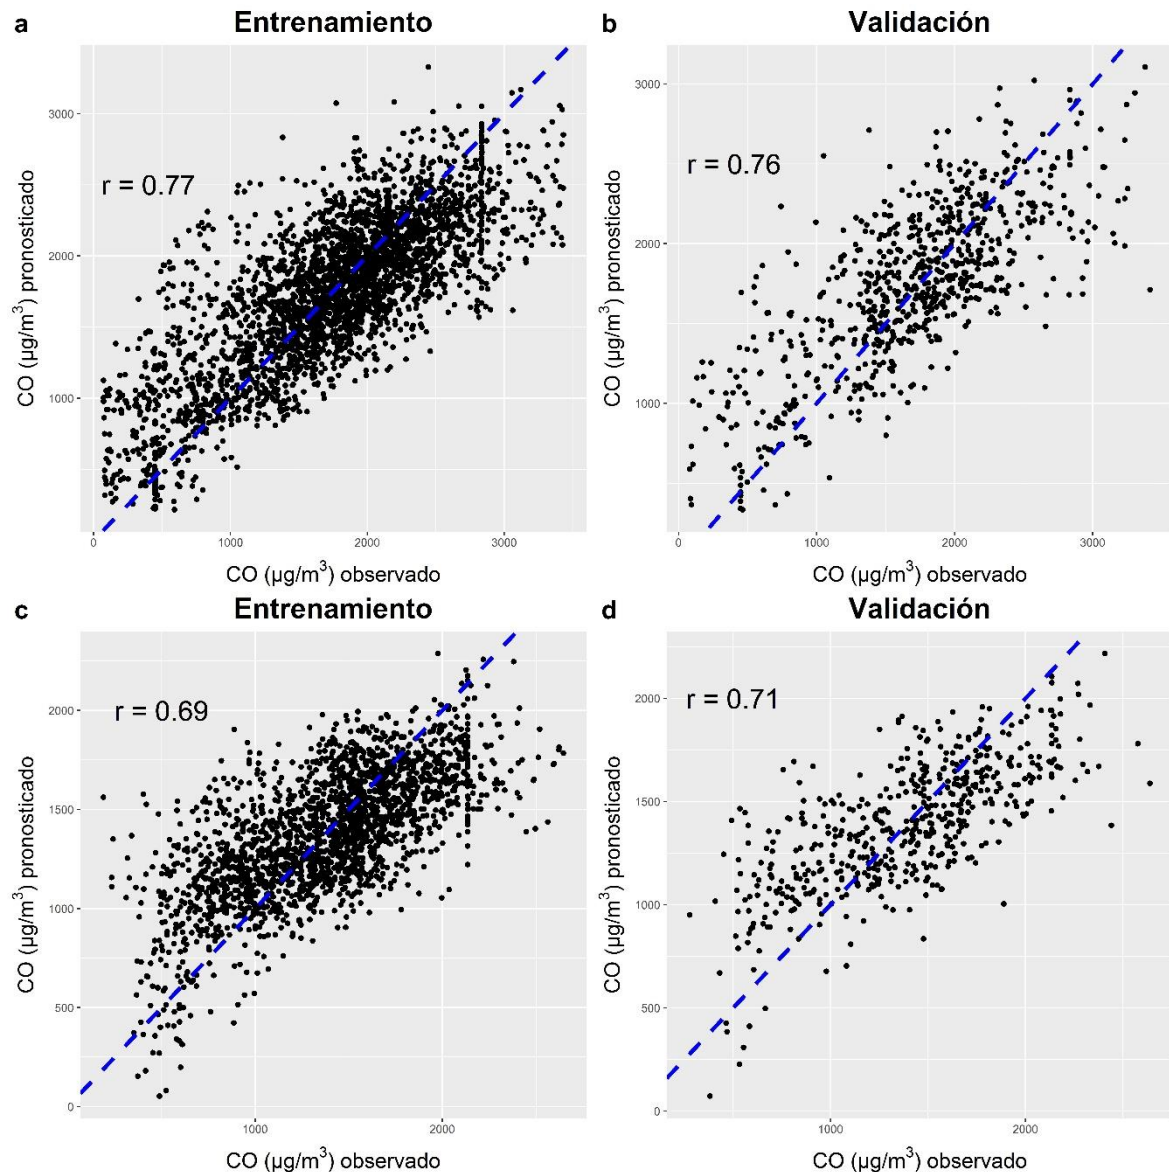 a
Entrenamiento
CO (µg/m³) pronosticado
3000
2000
1000
r = 0.77
0
1000
2000
3000
CO (µg/m³) observado
b
Validación
CO (µg/m³) pronosticado
3000
2000
1000
r = 0.76
0
1000
2000
3000
CO (µg/m³) observado
c
Entrenamiento
CO (µg/m³) pronosticado
2000
1500
1000
500
0
r = 0.69
1000
2000
CO (µg/m³) observado
d
Validación
CO (µg/m³) pronosticado
2000
1500
1000
500
0
r = 0.71
1000
2000
CO (µg/m³) observado